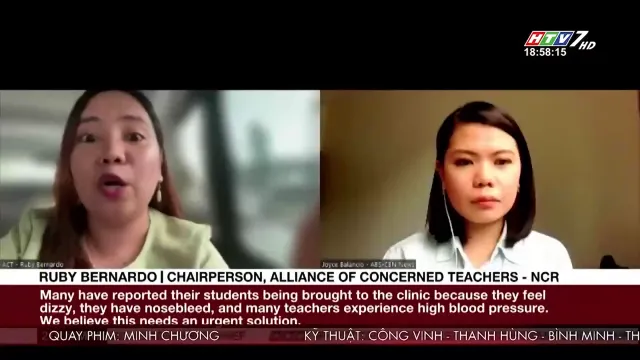 HTV7 HD
18:58:15
ACT - Ruby Bernardo
Joyce Balancio - ABS-CBN News
RUBY BERNARDO | CHAIRPERSON, ALLIANCE OF CONCERNED TEACHERS - NCR
Many have reported their students being brought to the clinic because they feel
dizzy, they have nosebleed, and many teachers experience high blood pressure.
We believe this needs an urgent solution.
QUAY PHIM: MINH CHƯƠNG KỸ THUẬT: CÔNG VINH - THANH HÙNG - BÌNH MINH - THANH